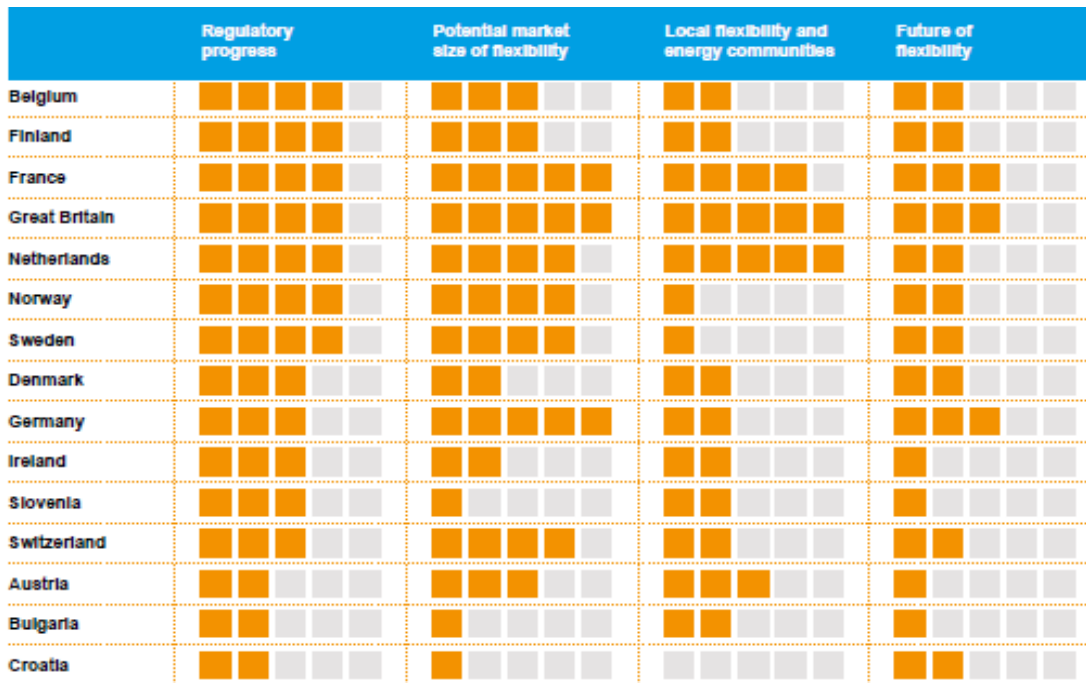 Regulatory
progress
Potential market
size of flexibility
Local flexibility and
energy communities
Future of
flexibility
Belgium
Finland
France
Great Britain
Netherlands
Norway
Sweden
Denmark
Germany
Ireland
Slovenia
Switzerland
Austria
Bulgaria
Croatia